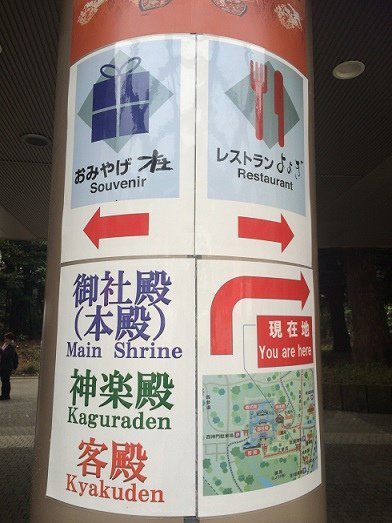 おみやげ 杜
Souvenir
レストラン よよぎ
Restaurant
御社殿
(本殿)
Main Shrine
神楽殿
Kaguraden
客殿
Kyakuden
現在地
You are here